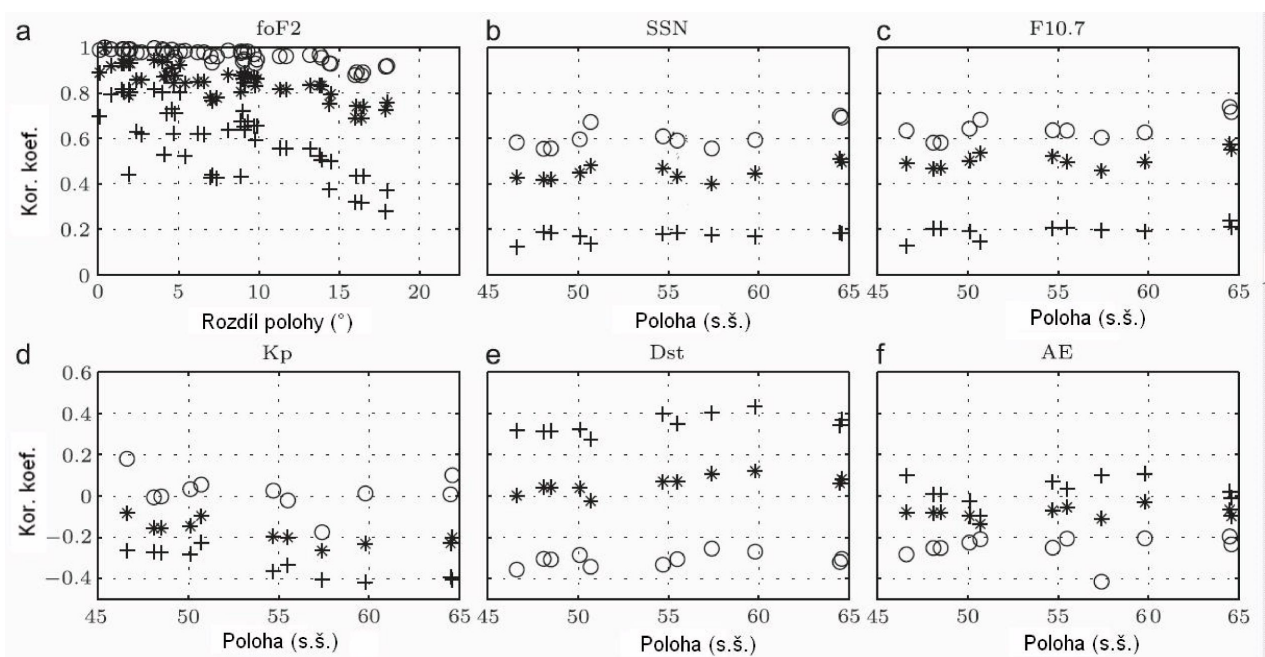 a foF2
Kor. koef.
1
0.8
0.6
0.4
0.2
0
0 5 10 15 20
Rozdíl polohy (°)
b SSN
45 50 55 60 65
Poloha (s.š.)
c F10.7
45 50 55 60 65
Poloha (s.š.)
d Kp
Kor. koef.
0.6
0.4
0.2
0
−0.2
−0.4
45 50 55 60 65
Poloha (s.š.)
e Dst
45 50 55 60 65
Poloha (s.š.)
f AE
45 50 55 60 65
Poloha (s.š.)